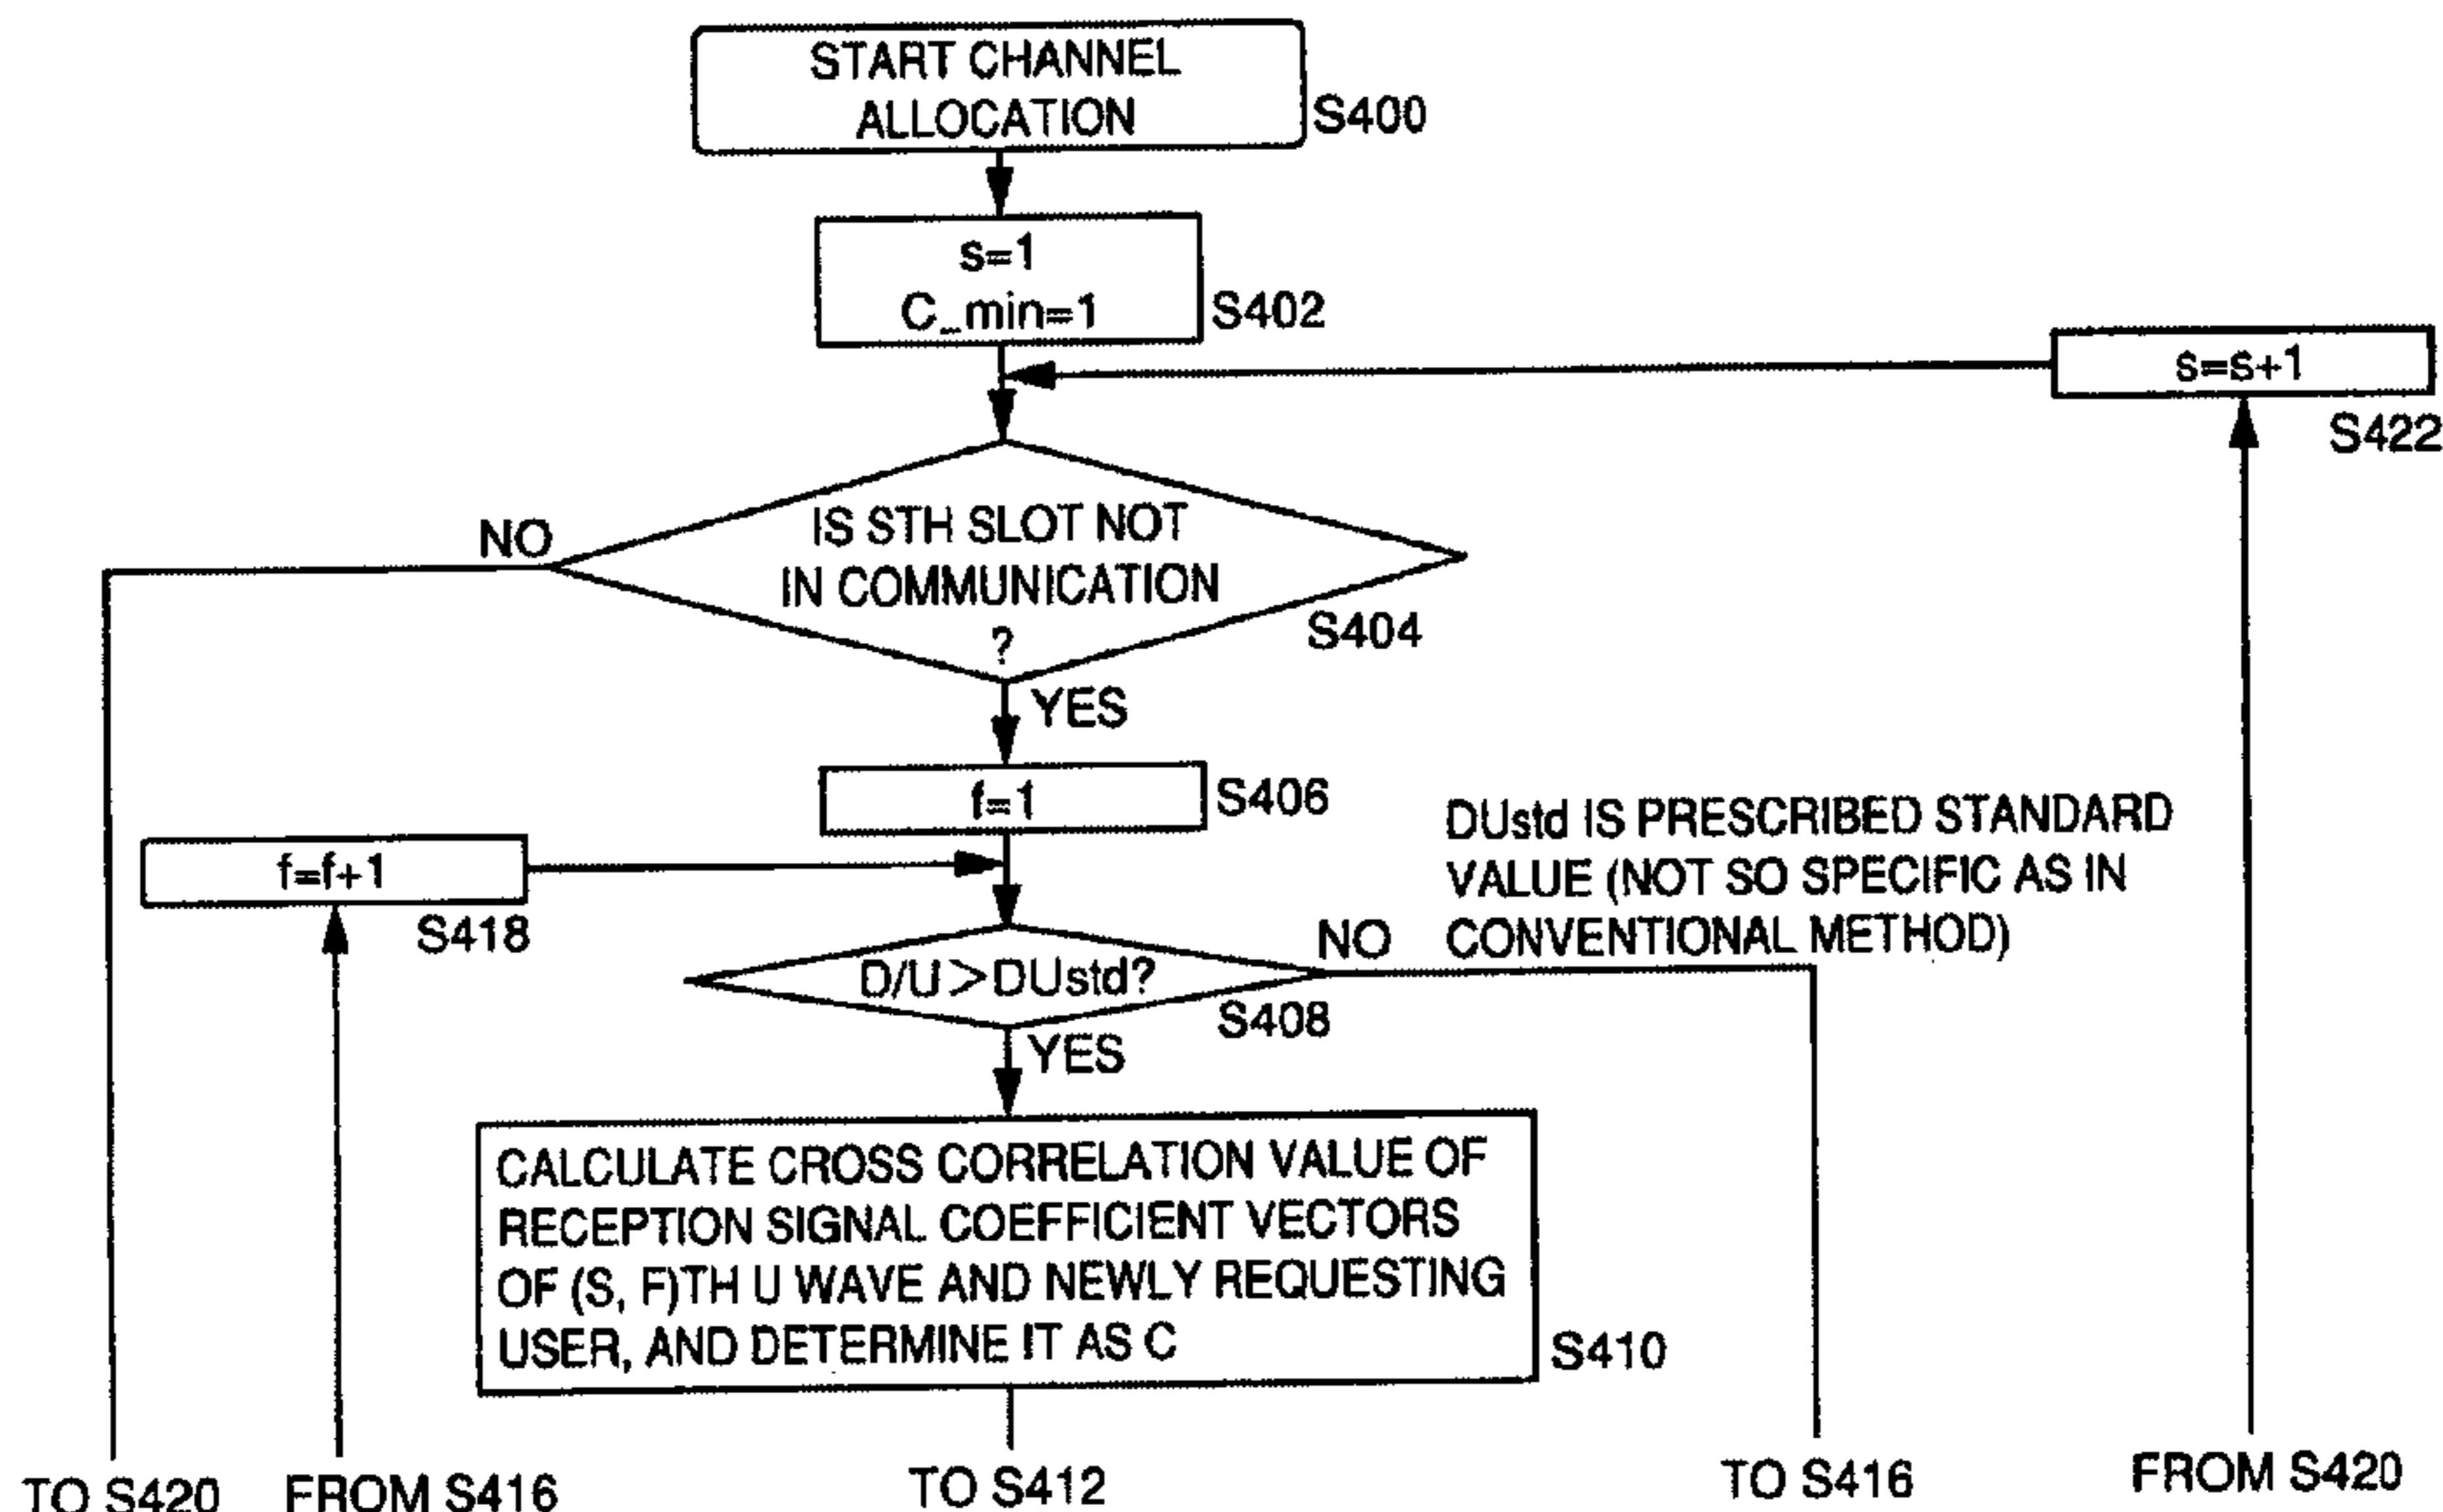 START CHANNEL
ALLOCATION
S400
s=1
C_min=1
S402
s=s+1
S422
NO
IS STH SLOT NOT
IN COMMUNICATION
?
S404
YES
f=1
S406
f=f+1
S418
DUstd IS PRESCRIBED STANDARD
VALUE (NOT SO SPECIFIC AS IN
CONVENTIONAL METHOD)
NO
D/U>DUstd?
S408
YES
CALCULATE CROSS CORRELATION VALUE OF
RECEPTION SIGNAL COEFFICIENT VECTORS
OF (S, F)TH U WAVE AND NEWLY REQUESTING
USER, AND DETERMINE IT AS C
S410
TO S420
FROM S416
TO S412
TO S416
FROM S420